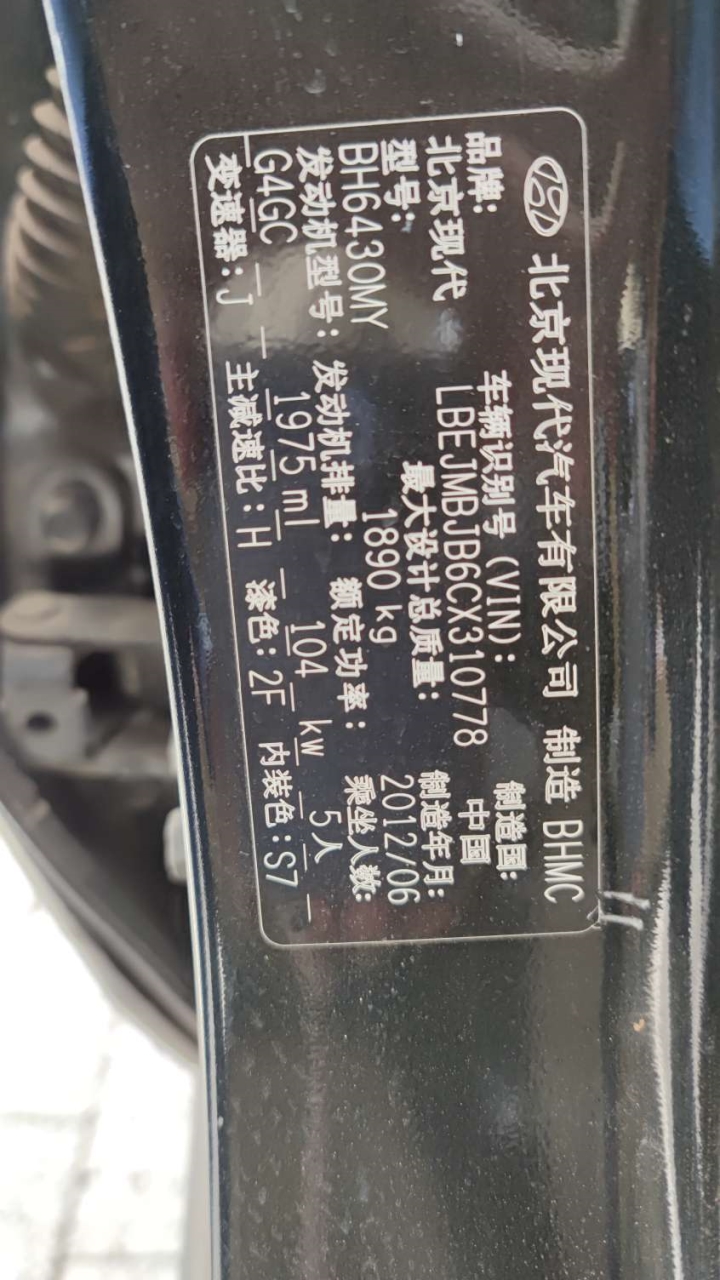 北京现代汽车有限公司 制造 BHMC
品牌: 车辆识别号 (VIN): 制造国:
北京现代 LBEJMBJB6CX310778 中国
型号: 最大设计总质量: 制造年月:
BH6430MY 1890 kg 2012/06
发动机型号: 发动机排量: 额定功率: 乘坐人数:
G4GC 1975 ml 104 kw 5人
变速器: J 主减速比: H 漆色: 2F 内装色: S7